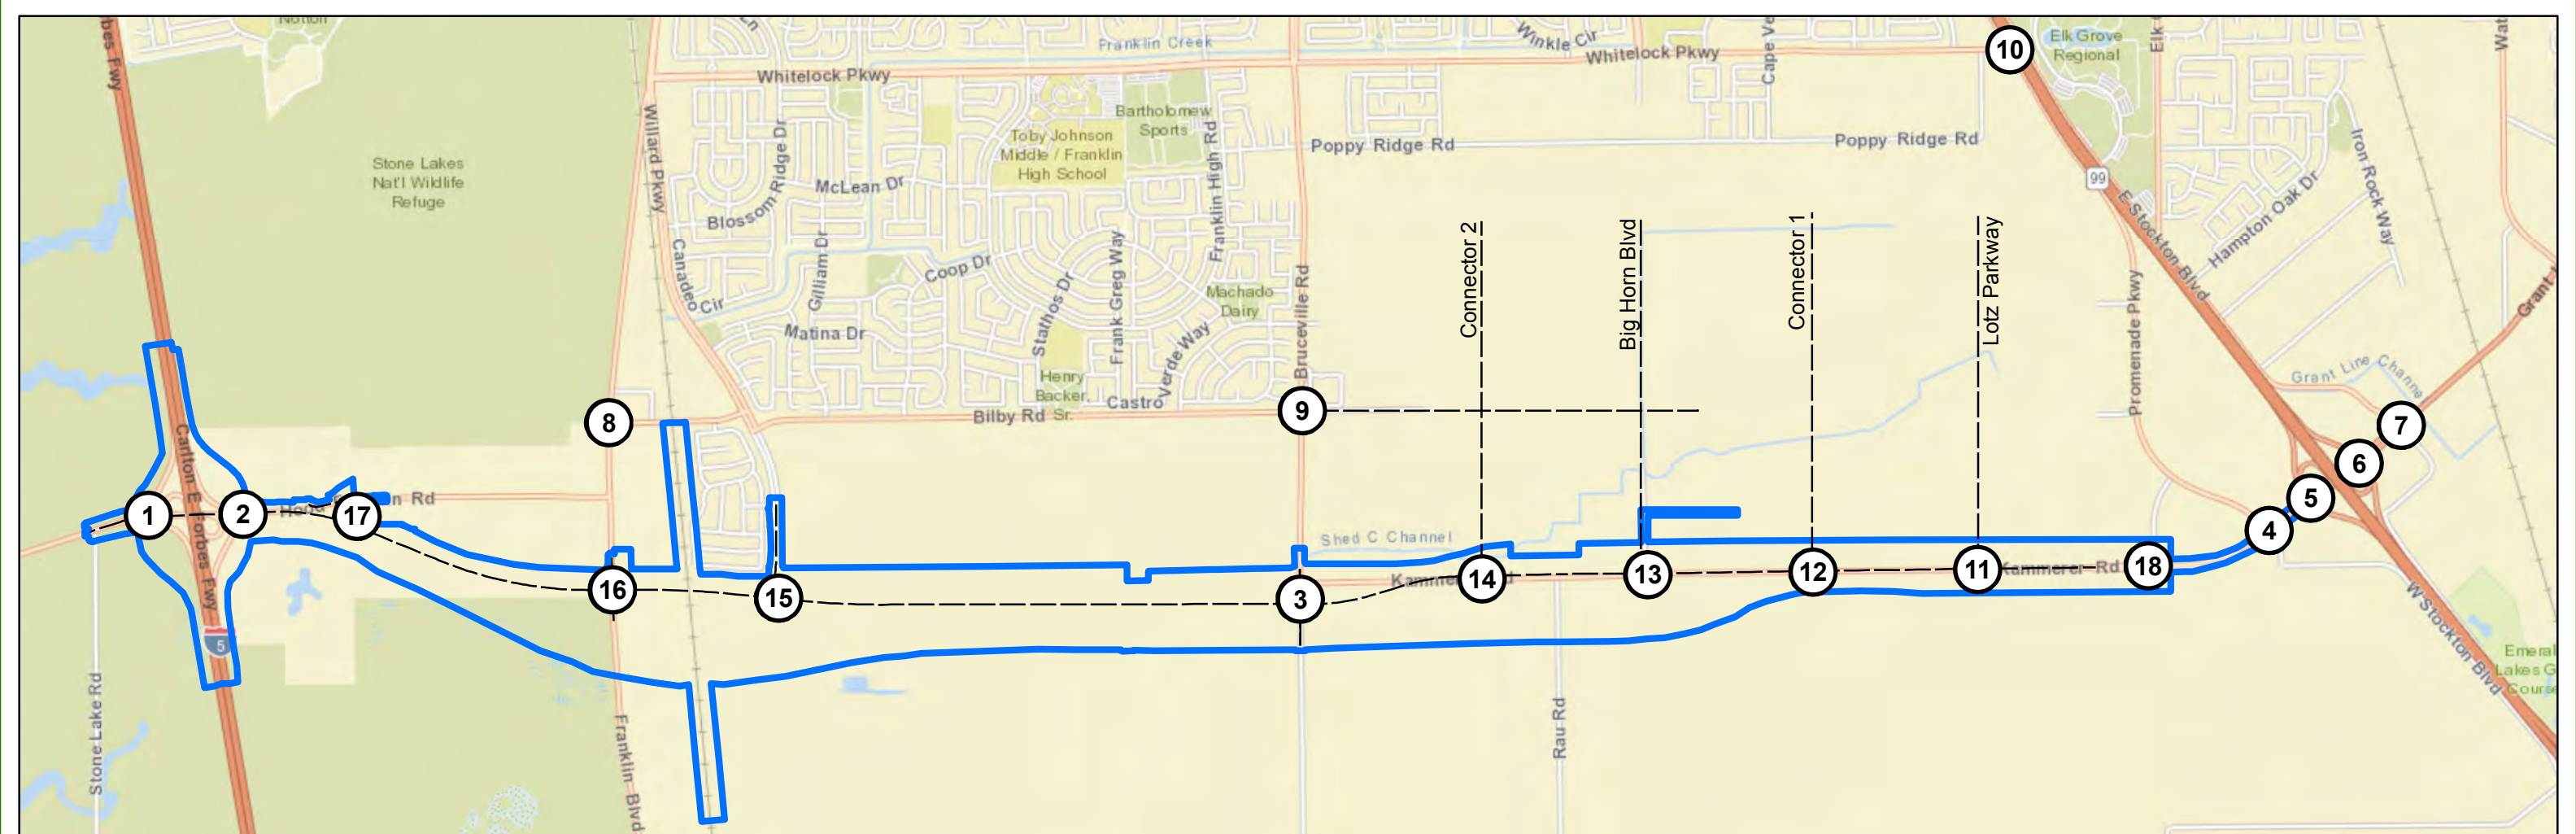 Franklin Creek
Winkle Cir
Whitelock Pkwy
Whitelock Pkwy
10
Elk Grove
Regional
Willard Pkwy
Blossom Ridge Dr
Bartholomew
Sports
Toby Johnson
Middle / Franklin
High School
Franklin High Rd
Poppy Ridge Rd
Poppy Ridge Rd
Stone Lakes
Nat'l Wildlife
Refuge
McLean Dr
99
E Stockton Blvd
Hampton Oak Dr
Iron Rock Way
Canadeo Cir
Gilliam Dr
Coop Dr
Stathos Dr
Frank Greg Way
Machado
Dairy
Bruceville Rd
Connector 2
Big Horn Blvd
Connector 1
Lotz Parkway
Promenade Pkwy
Matina Dr
Verde Way
Henry
Backer
Sr.
Castro
Bilby Rd
Grant Line Channel
8
9
7
6
5
4
Carlton E Forbes Fwy
1
2
17
n Rd
Shed C Channel
16
15
3
Kammerer Rd
14
13
12
11
Kammerer Rd
18
5
Stone Lake Rd
Franklin Blvd
Rau Rd
W Stockton Blvd
Lakes G